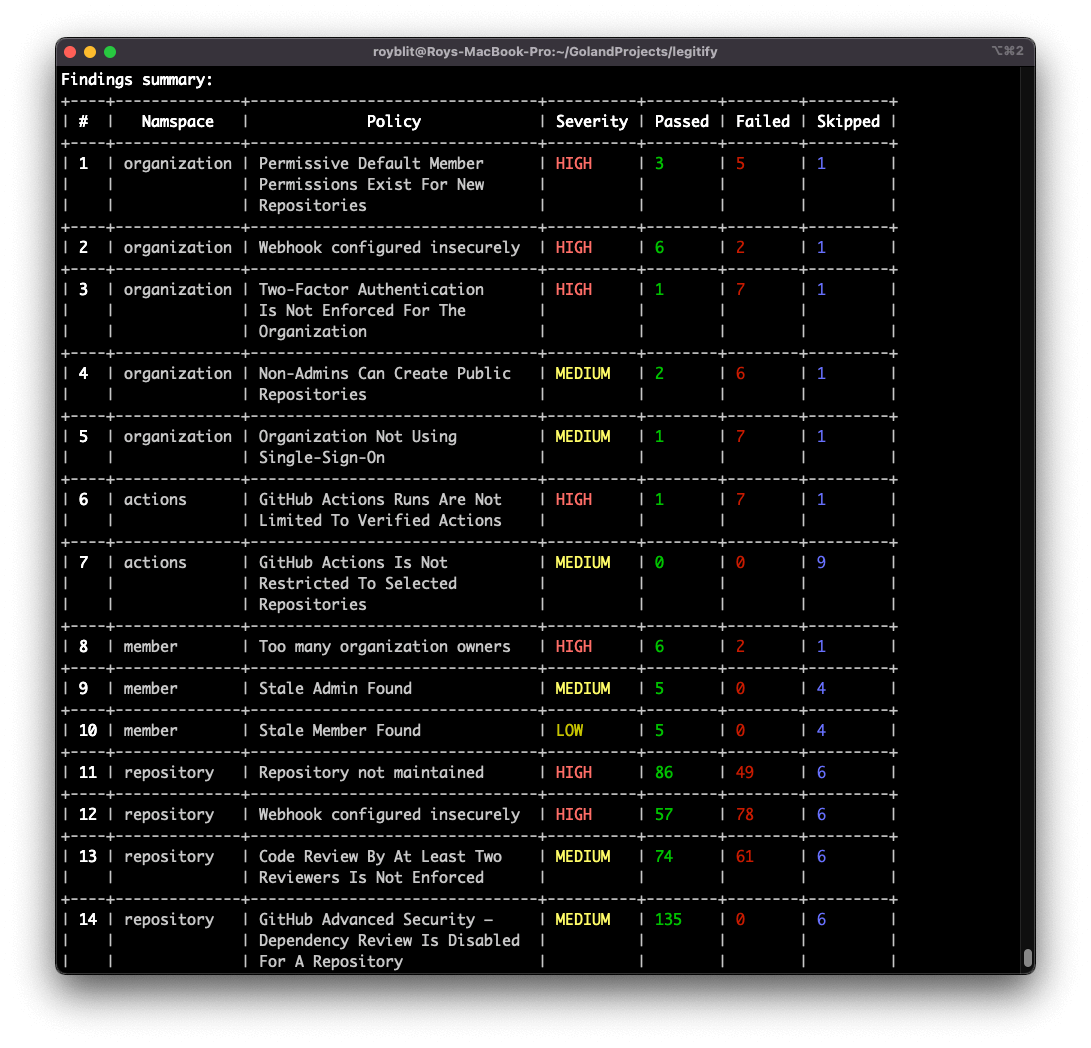 royblit@Roys-MacBook-Pro:~/GolandProjects/legitify ⌥⌘2
Findings summary:
+----+--------------+--------------------------------+----------+--------+--------+---------+
| # | Namspace | Policy | Severity | Passed | Failed | Skipped |
+----+--------------+--------------------------------+----------+--------+--------+---------+
| 1 | organization | Permissive Default Member | HIGH | 3 | 5 | 1 |
| | | Permissions Exist For New | | | | |
| | | Repositories | | | | |
+----+--------------+--------------------------------+----------+--------+--------+---------+
| 2 | organization | Webhook configured insecurely | HIGH | 6 | 2 | 1 |
+----+--------------+--------------------------------+----------+--------+--------+---------+
| 3 | organization | Two-Factor Authentication | HIGH | 1 | 7 | 1 |
| | | Is Not Enforced For The | | | | |
| | | Organization | | | | |
+----+--------------+--------------------------------+----------+--------+--------+---------+
| 4 | organization | Non-Admins Can Create Public | MEDIUM | 2 | 6 | 1 |
| | | Repositories | | | | |
+----+--------------+--------------------------------+----------+--------+--------+---------+
| 5 | organization | Organization Not Using | MEDIUM | 1 | 7 | 1 |
| | | Single-Sign-On | | | | |
+----+--------------+--------------------------------+----------+--------+--------+---------+
| 6 | actions | GitHub Actions Runs Are Not | HIGH | 1 | 7 | 1 |
| | | Limited To Verified Actions | | | | |
+----+--------------+--------------------------------+----------+--------+--------+---------+
| 7 | actions | GitHub Actions Is Not | MEDIUM | 0 | 0 | 9 |
| | | Restricted To Selected | | | | |
| | | Repositories | | | | |
+----+--------------+--------------------------------+----------+--------+--------+---------+
| 8 | member | Too many organization owners | HIGH | 6 | 2 | 1 |
+----+--------------+--------------------------------+----------+--------+--------+---------+
| 9 | member | Stale Admin Found | MEDIUM | 5 | 0 | 4 |
+----+--------------+--------------------------------+----------+--------+--------+---------+
| 10 | member | Stale Member Found | LOW | 5 | 0 | 4 |
+----+--------------+--------------------------------+----------+--------+--------+---------+
| 11 | repository | Repository not maintained | HIGH | 86 | 49 | 6 |
+----+--------------+--------------------------------+----------+--------+--------+---------+
| 12 | repository | Webhook configured insecurely | HIGH | 57 | 78 | 6 |
+----+--------------+--------------------------------+----------+--------+--------+---------+
| 13 | repository | Code Review By At Least Two | MEDIUM | 74 | 61 | 6 |
| | | Reviewers Is Not Enforced | | | | |
+----+--------------+--------------------------------+----------+--------+--------+---------+
| 14 | repository | GitHub Advanced Security – | MEDIUM | 135 | 0 | 6 |
| | | Dependency Review Is Disabled | | | | |
| | | For A Repository | | | | |